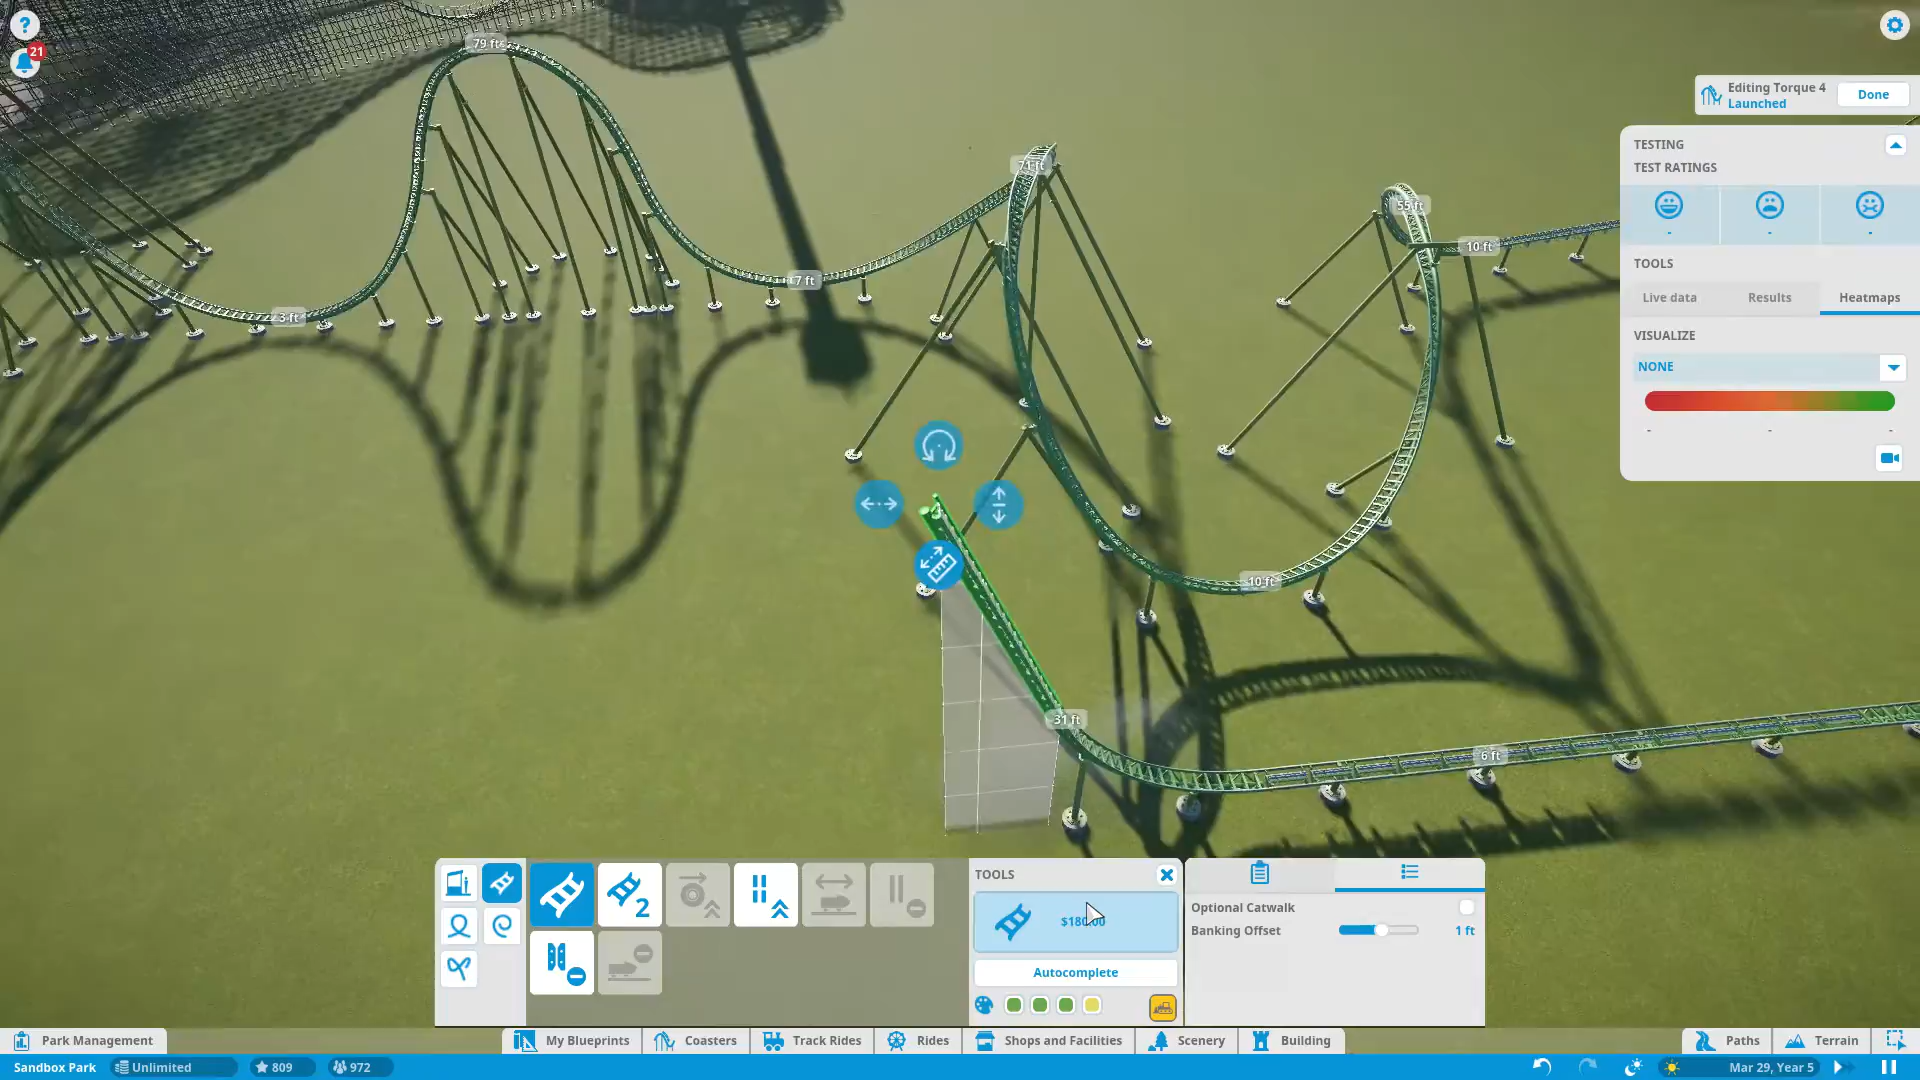 ?
21
79 ft
71 ft
55 ft
10 ft
7 ft
3 ft
10 ft
31 ft
6 ft
Editing Torque 4
Launched
Done
TESTING
TEST RATINGS
- - -
TOOLS
Live data Results Heatmaps
VISUALIZE
NONE
- - -
2
TOOLS
$180.00
Autocomplete
Optional Catwalk
Banking Offset 1 ft
Park Management My Blueprints Coasters Track Rides Rides Shops and Facilities Scenery Building Paths Terrain
Sandbox Park Unlimited 809 972 Mar 29, Year 5